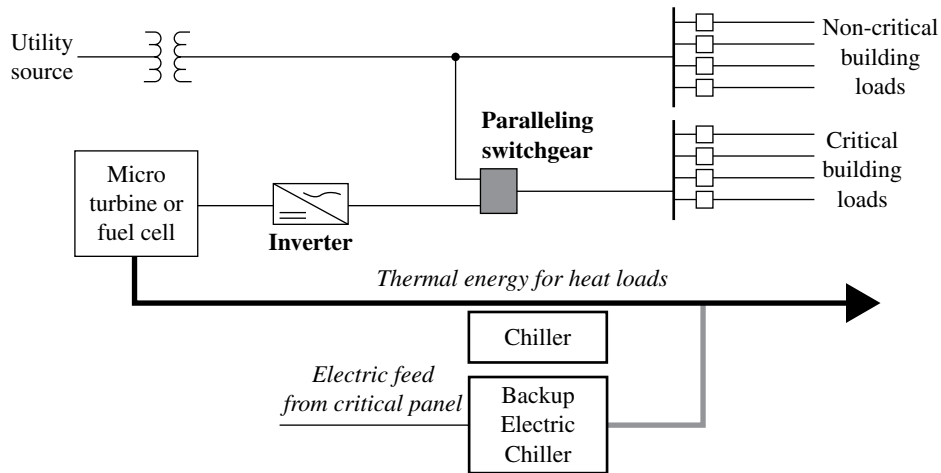 Utility
source
Non-critical
building
loads
Paralleling
switchgear
Critical
building
loads
Micro
turbine or
fuel cell
Inverter
Thermal energy for heat loads
Chiller
Electric feed
from critical panel
Backup
Electric
Chiller